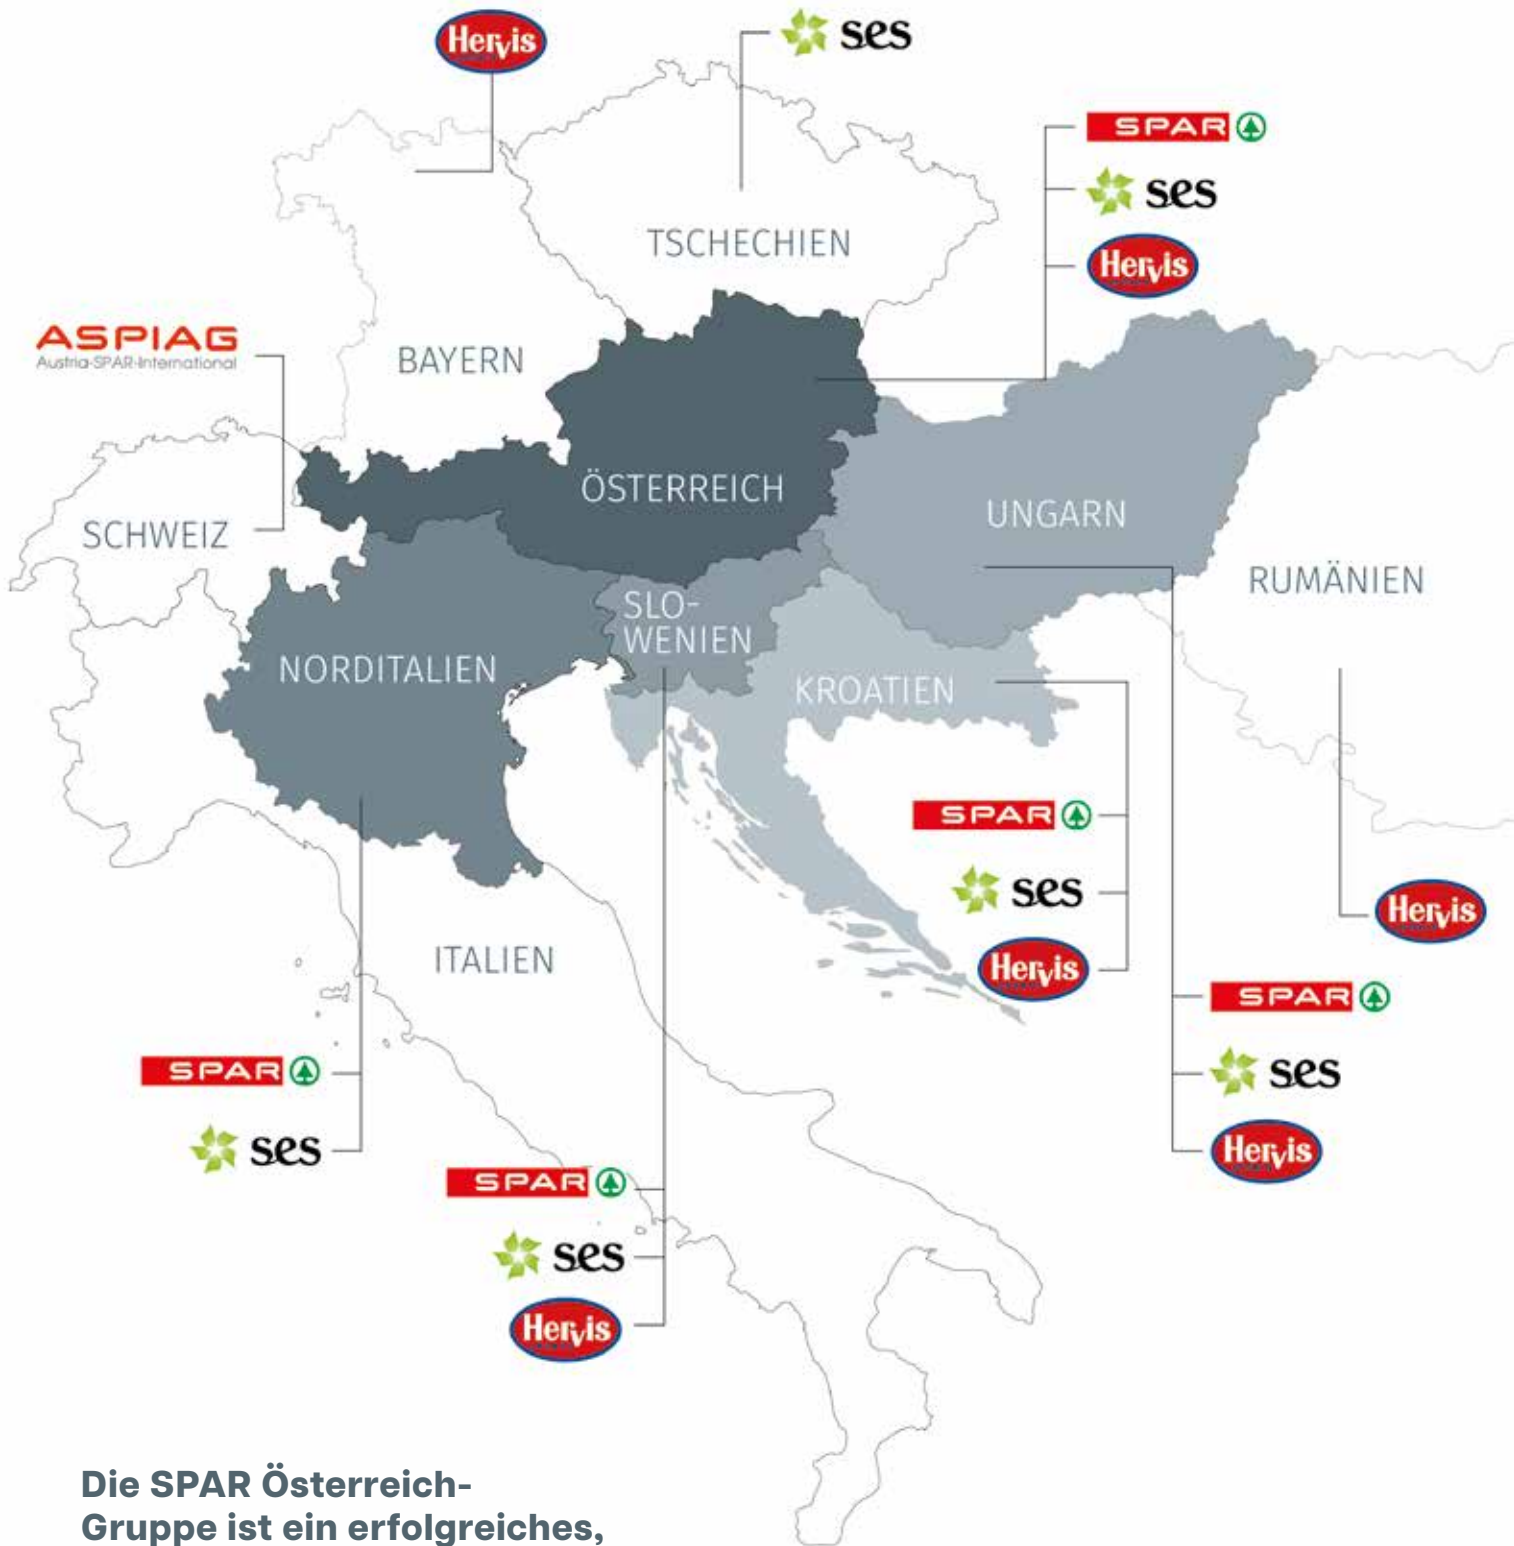 Hervis
ses
SPAR
ses
TSCHECHIEN
Hervis
ASPIAG
Austria-SPAR-International
BAYERN
ÖSTERREICH
UNGARN
SCHWEIZ
RUMÄNIEN
SLO-
WENIEN
NORDITALIEN
KROATIEN
SPAR
ses
Hervis
Hervis
ITALIEN
SPAR
ses
Hervis
SPAR
ses
SPAR
ses
Hervis
Die SPAR Österreich-
Gruppe ist ein erfolgreiches,